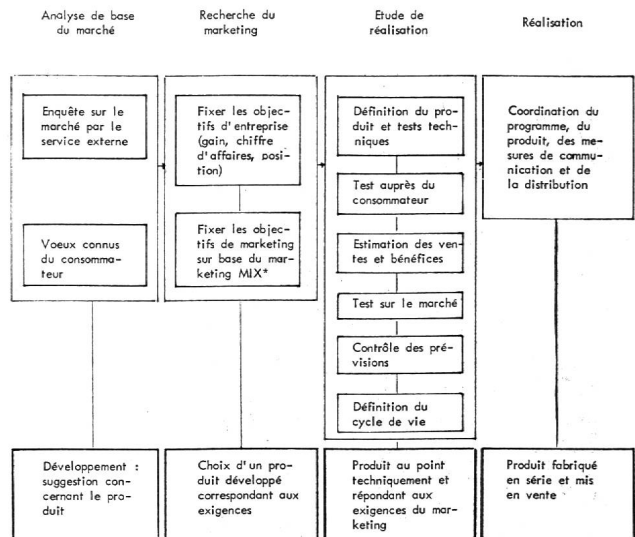 Analyse de base
du marché
Recherche du
marketing
Etude de
réalisation
Réalisation
Enquête sur le
marché par le
service externe
Voeux connus
du consomma-
teur
Fixer les objec-
tifs d'entreprise
(gain, chiffre
d'affaires, posi-
tion)
Fixer les objec-
tifs de marketing
sur base du mar-
keting MIX*
Définition du pro-
duit et tests tech-
niques
Test auprès du
consommateur
Estimation des ven-
tes et bénéfices
Test sur le marché
Contrôle des pré-
visions
Définition du
cycle de vie
Coordination du
programme, du
produit, des me-
sures de commu-
nication et de
la distribution
Développement :
suggestion con-
cernant le pro-
duit
Choix d'un pro-
duit développé
correspondant aux
exigences
Produit au point
techniquement et
répondant aux
exigences du mar-
keting
Produit fabriqué
en série et mis
en vente